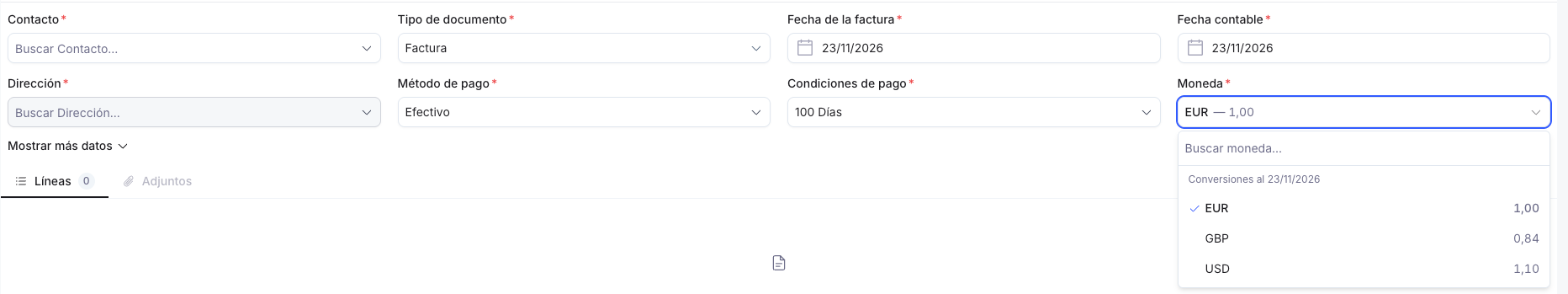 Contacto*
Tipo de documento*
Fecha de la factura*
Fecha contable*
Buscar Contacto...
Factura
23/11/2026
23/11/2026
Dirección*
Método de pago*
Condiciones de pago*
Moneda*
Buscar Dirección...
Efectivo
100 Días
EUR — 1,00
Mostrar más datos
Buscar moneda...
Líneas 0
Adjuntos
Conversiones al 23/11/2026
EUR 1,00
GBP 0,84
USD 1,10